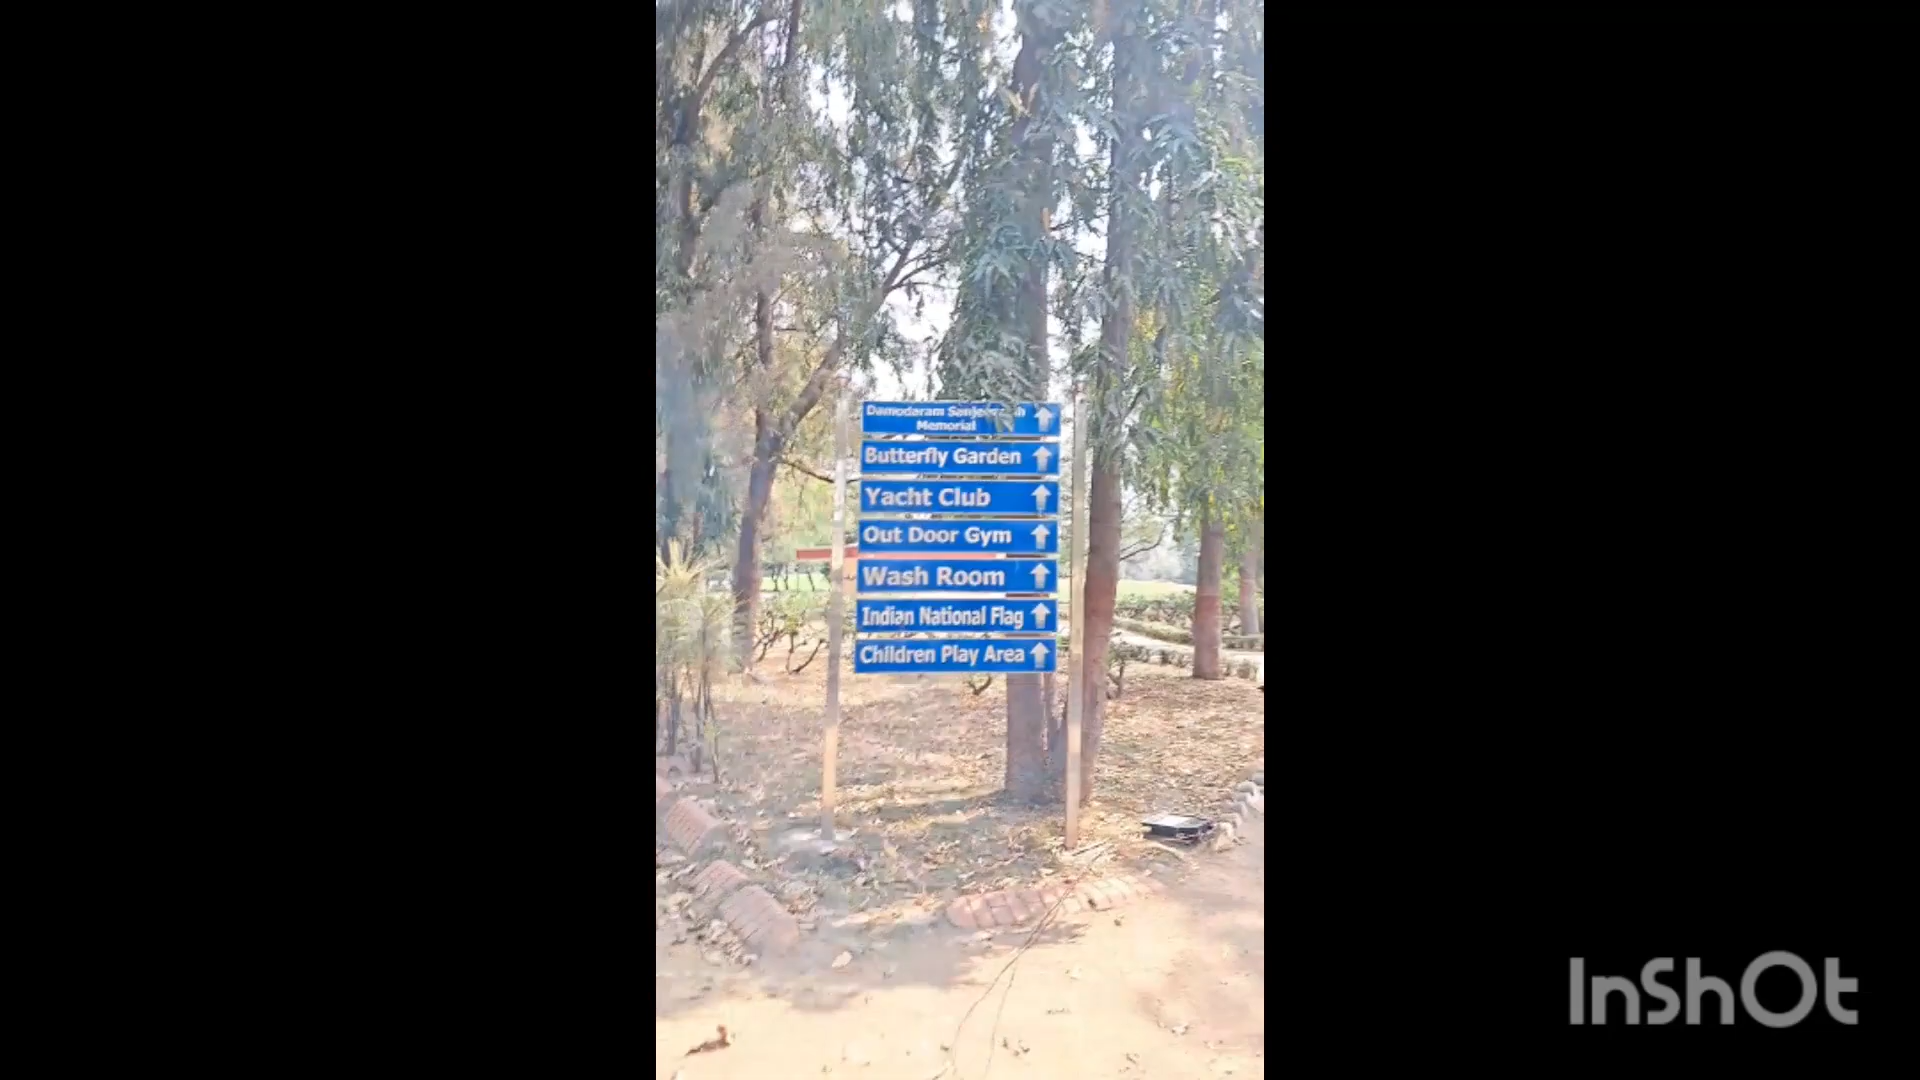 Damodaram Sanjeevaiah
Memorial
Butterfly Garden
Yacht Club
Out Door Gym
Wash Room
Indian National Flag
Children Play Area
InShOt